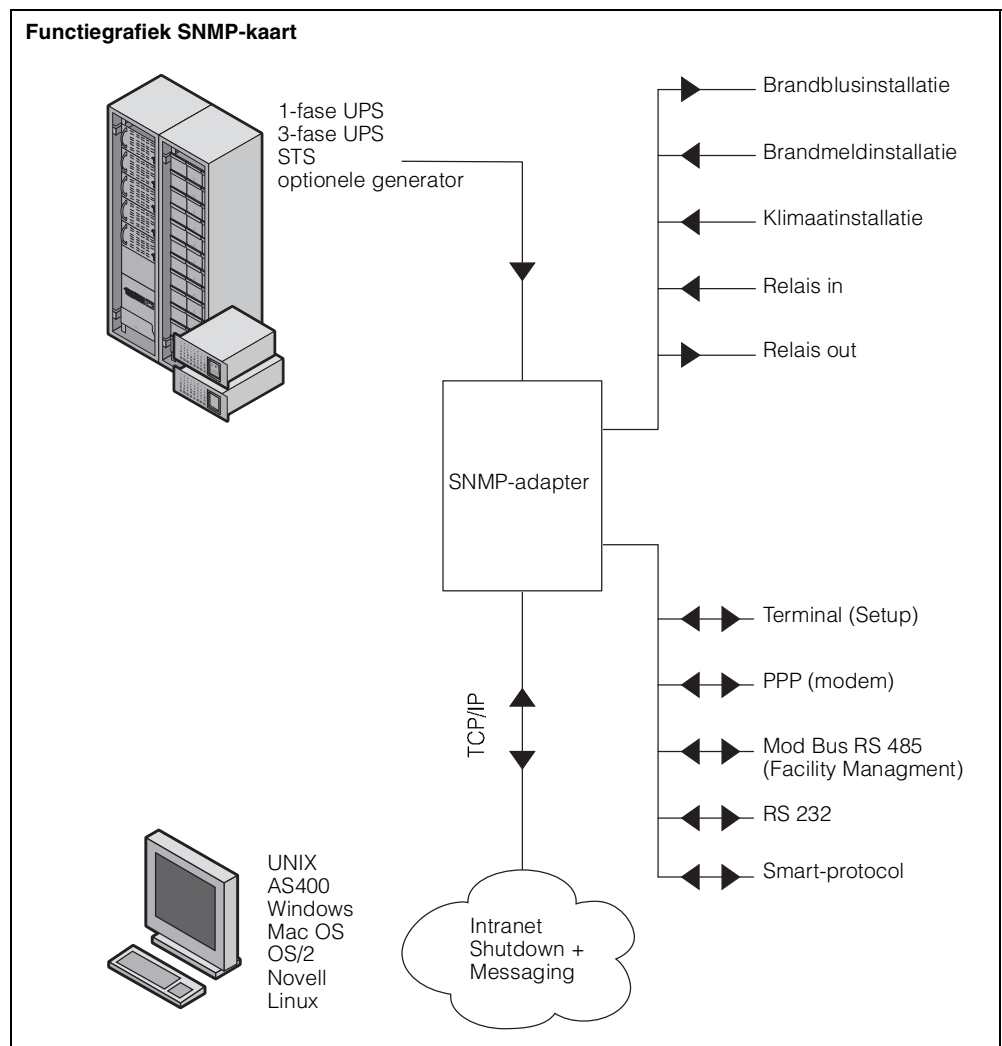 Functiegrafiek SNMP-kaart
1-fase UPS
3-fase UPS
STS
optionele generator
Brandblusinstallatie
Brandmeldinstallatie
Klimaatinstallatie
Relais in
Relais out
SNMP-adapter
Terminal (Setup)
PPP (modem)
Mod Bus RS 485
(Facility Managment)
RS 232
Smart-protocol
TCP/IP
UNIX
AS400
Windows
Mac OS
OS/2
Novell
Linux
Intranet
Shutdown +
Messaging